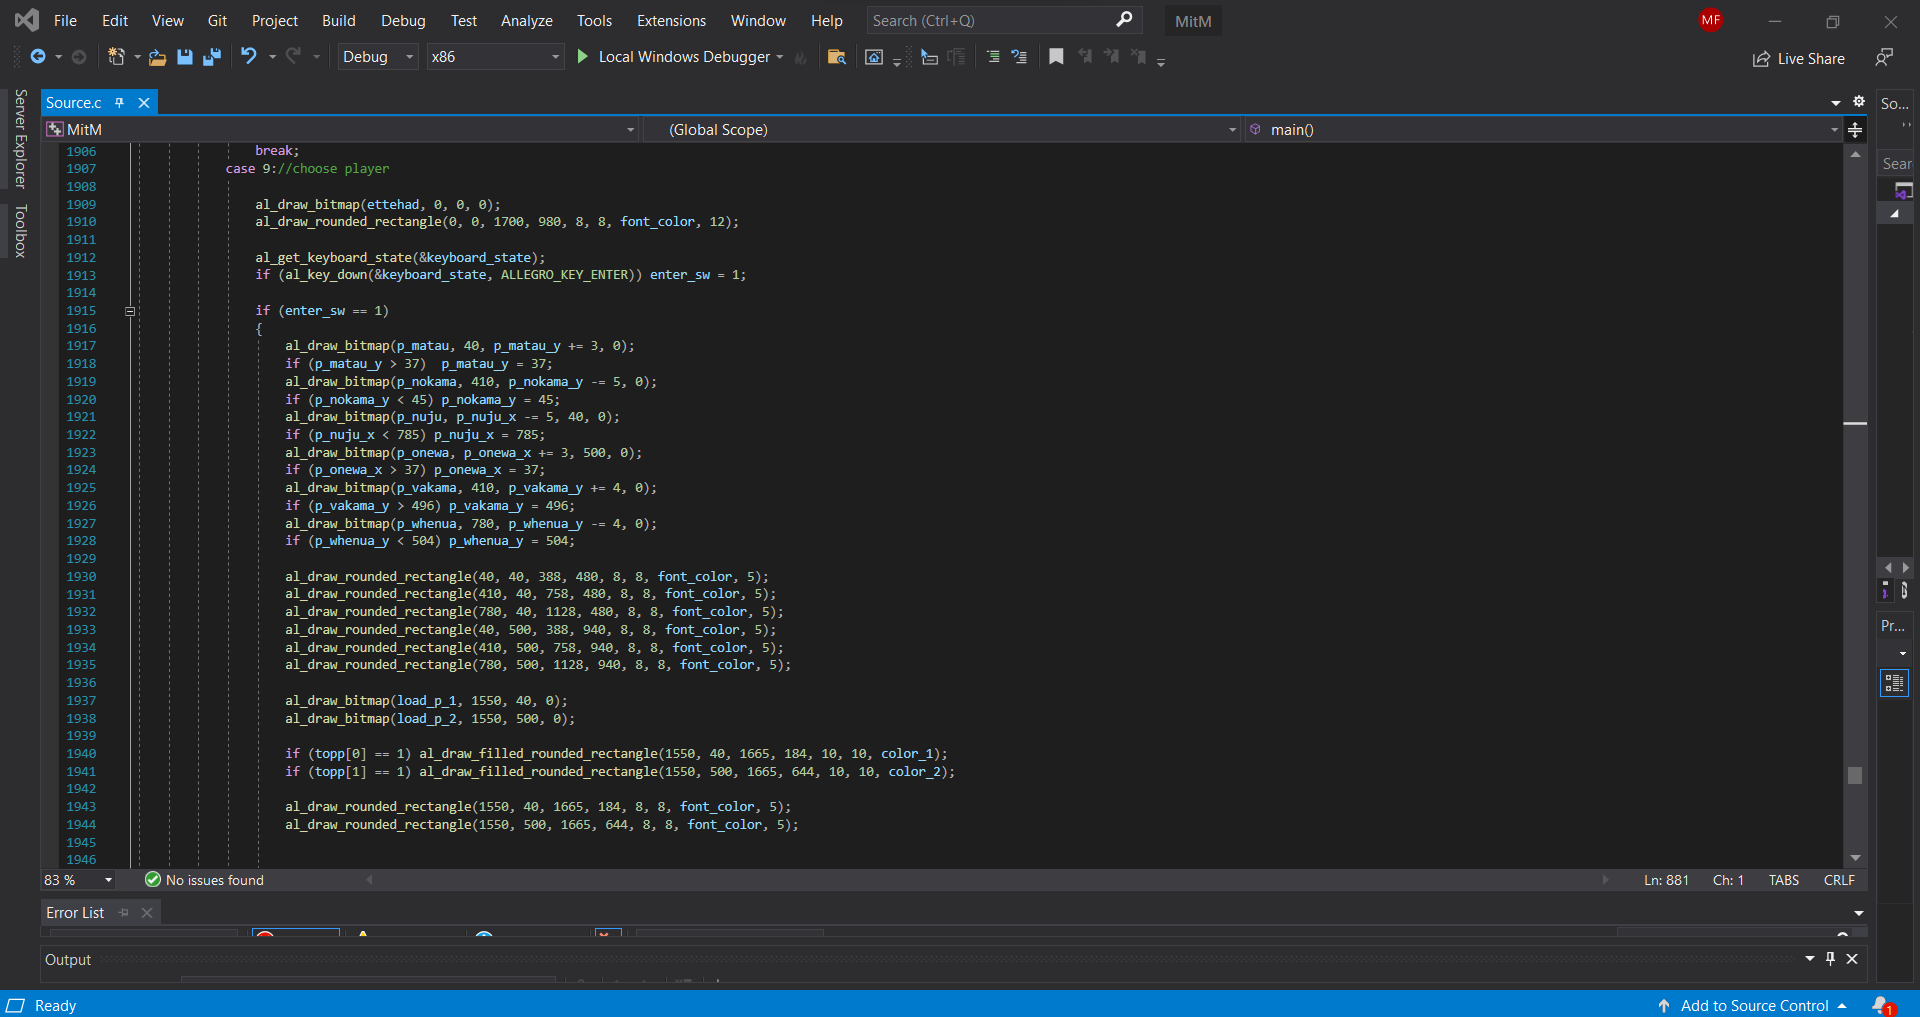 File Edit View Git Project Build Debug Test Analyze Tools Extensions Window Help Search (Ctrl+Q) MitM MF
Debug x86 Local Windows Debugger Live Share
Server Explorer
Toolbox
Source.c So...
MitM (Global Scope) main()
Sear
1906 break;
1907 case 9://choose player
1908
1909 al_draw_bitmap(ettehad, 0, 0, 0);
1910 al_draw_rounded_rectangle(0, 0, 1700, 980, 8, 8, font_color, 12);
1911
1912 al_get_keyboard_state(&keyboard_state);
1913 if (al_key_down(&keyboard_state, ALLEGRO_KEY_ENTER)) enter_sw = 1;
1914
1915 if (enter_sw == 1)
1916 {
1917 al_draw_bitmap(p_matau, 40, p_matau_y += 3, 0);
1918 if (p_matau_y > 37)  p_matau_y = 37;
1919 al_draw_bitmap(p_nokama, 410, p_nokama_y -= 5, 0);
1920 if (p_nokama_y < 45) p_nokama_y = 45;
1921 al_draw_bitmap(p_nuju, p_nuju_x -= 5, 40, 0);
1922 if (p_nuju_x < 785) p_nuju_x = 785;
1923 al_draw_bitmap(p_onewa, p_onewa_x += 3, 500, 0);
1924 if (p_onewa_x > 37) p_onewa_x = 37;
1925 al_draw_bitmap(p_vakama, 410, p_vakama_y += 4, 0);
1926 if (p_vakama_y > 496) p_vakama_y = 496;
1927 al_draw_bitmap(p_whenua, 780, p_whenua_y -= 4, 0);
1928 if (p_whenua_y < 504) p_whenua_y = 504;
1929
1930 al_draw_rounded_rectangle(40, 40, 388, 480, 8, 8, font_color, 5);
1931 al_draw_rounded_rectangle(410, 40, 758, 480, 8, 8, font_color, 5);
1932 al_draw_rounded_rectangle(780, 40, 1128, 480, 8, 8, font_color, 5);
1933 al_draw_rounded_rectangle(40, 500, 388, 940, 8, 8, font_color, 5);
1934 al_draw_rounded_rectangle(410, 500, 758, 940, 8, 8, font_color, 5);
1935 al_draw_rounded_rectangle(780, 500, 1128, 940, 8, 8, font_color, 5);
1936
1937 al_draw_bitmap(load_p_1, 1550, 40, 0);
1938 al_draw_bitmap(load_p_2, 1550, 500, 0);
1939
1940 if (topp[0] == 1) al_draw_filled_rounded_rectangle(1550, 40, 1665, 184, 10, 10, color_1);
1941 if (topp[1] == 1) al_draw_filled_rounded_rectangle(1550, 500, 1665, 644, 10, 10, color_2);
1942
1943 al_draw_rounded_rectangle(1550, 40, 1665, 184, 8, 8, font_color, 5);
1944 al_draw_rounded_rectangle(1550, 500, 1665, 644, 8, 8, font_color, 5);
1945
1946
Pr...
83 % No issues found Ln: 881 Ch: 1 TABS CRLF
Error List
Output
Ready Add to Source Control 1